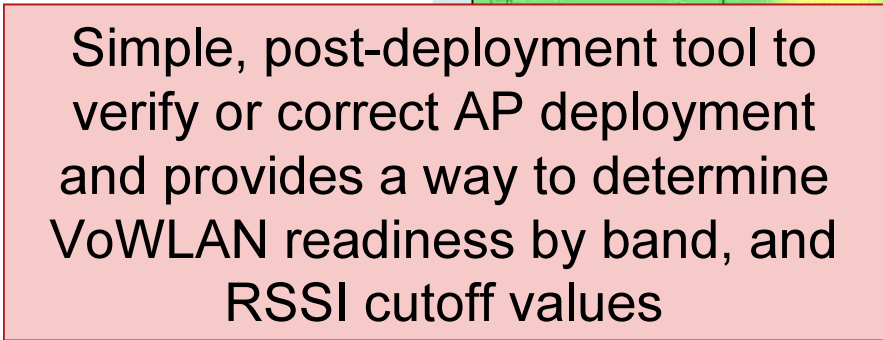 Simple, post-deployment tool to
verify or correct AP deployment
and provides a way to determine
VoWLAN readiness by band, and
RSSI cutoff values